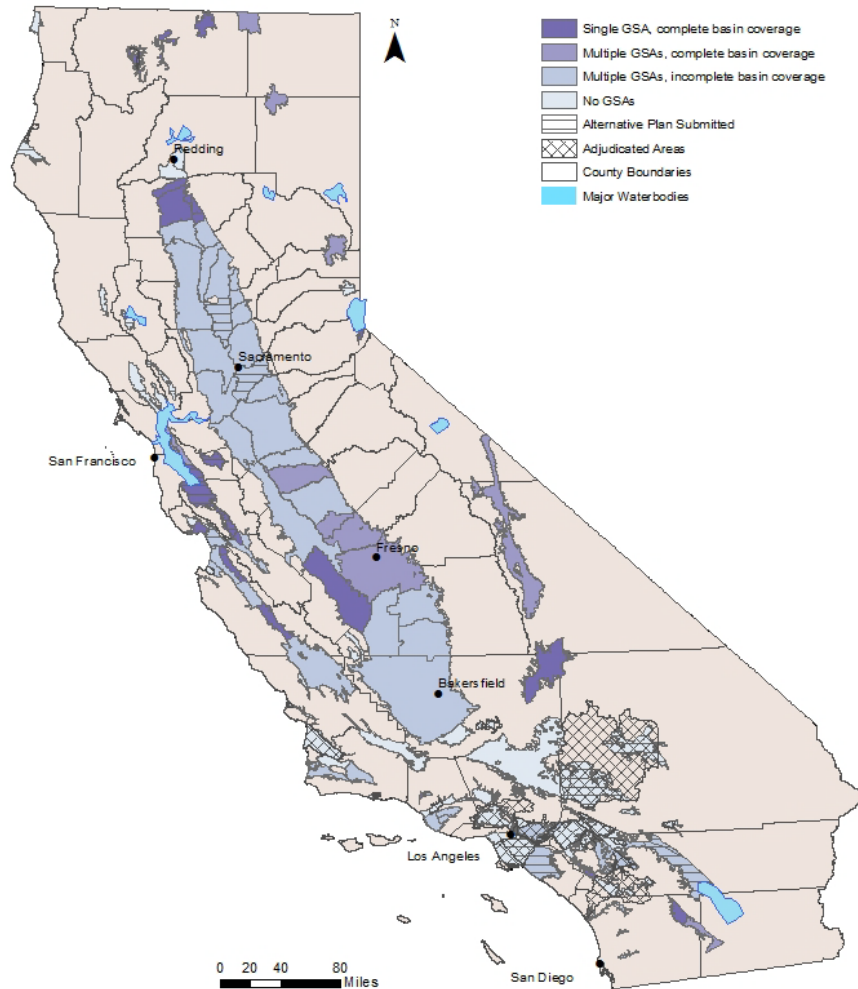 N
Single GSA, complete basin coverage
Multiple GSAs, complete basin coverage
Multiple GSAs, incomplete basin coverage
No GSAs
Alternative Plan Submitted
Adjudicated Areas
County Boundaries
Major Waterbodies
Redding
Sacramento
San Francisco
Fresno
Bakersfield
Los Angeles
San Diego
0 20 40 80
Miles